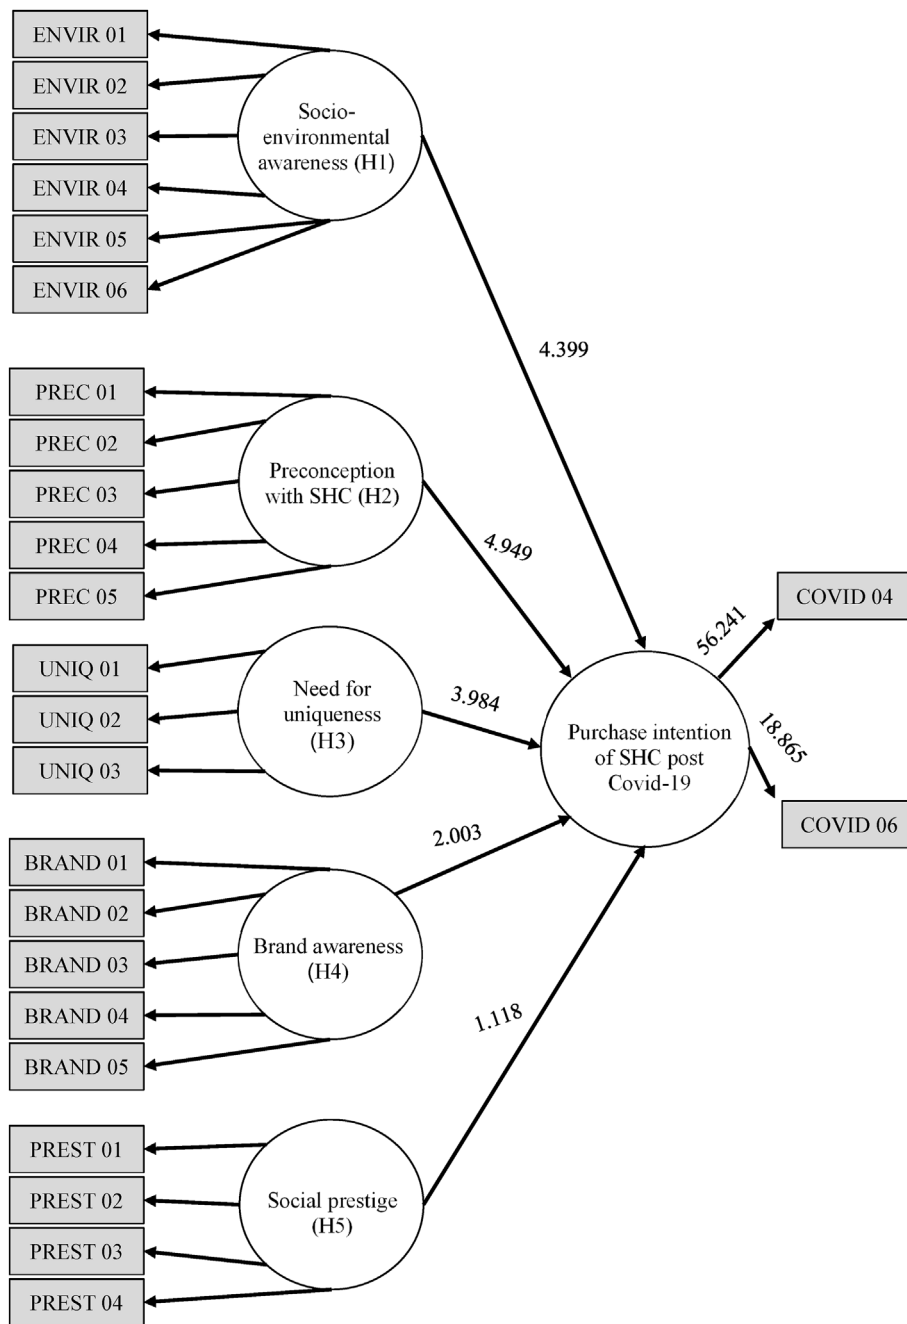 ENVIR 01
ENVIR 02
ENVIR 03
ENVIR 04
ENVIR 05
ENVIR 06
Socio-
environmental
awareness (H1)
4.399
PREC 01
PREC 02
PREC 03
PREC 04
PREC 05
Preconception
with SHC (H2)
4.949
UNIQ 01
UNIQ 02
UNIQ 03
Need for
uniqueness
(H3)
3.984
BRAND 01
BRAND 02
BRAND 03
BRAND 04
BRAND 05
Brand awareness
(H4)
2.003
PREST 01
PREST 02
PREST 03
PREST 04
Social prestige
(H5)
1.118
Purchase intention
of SHC post
Covid-19
56.241
18.865
COVID 04
COVID 06